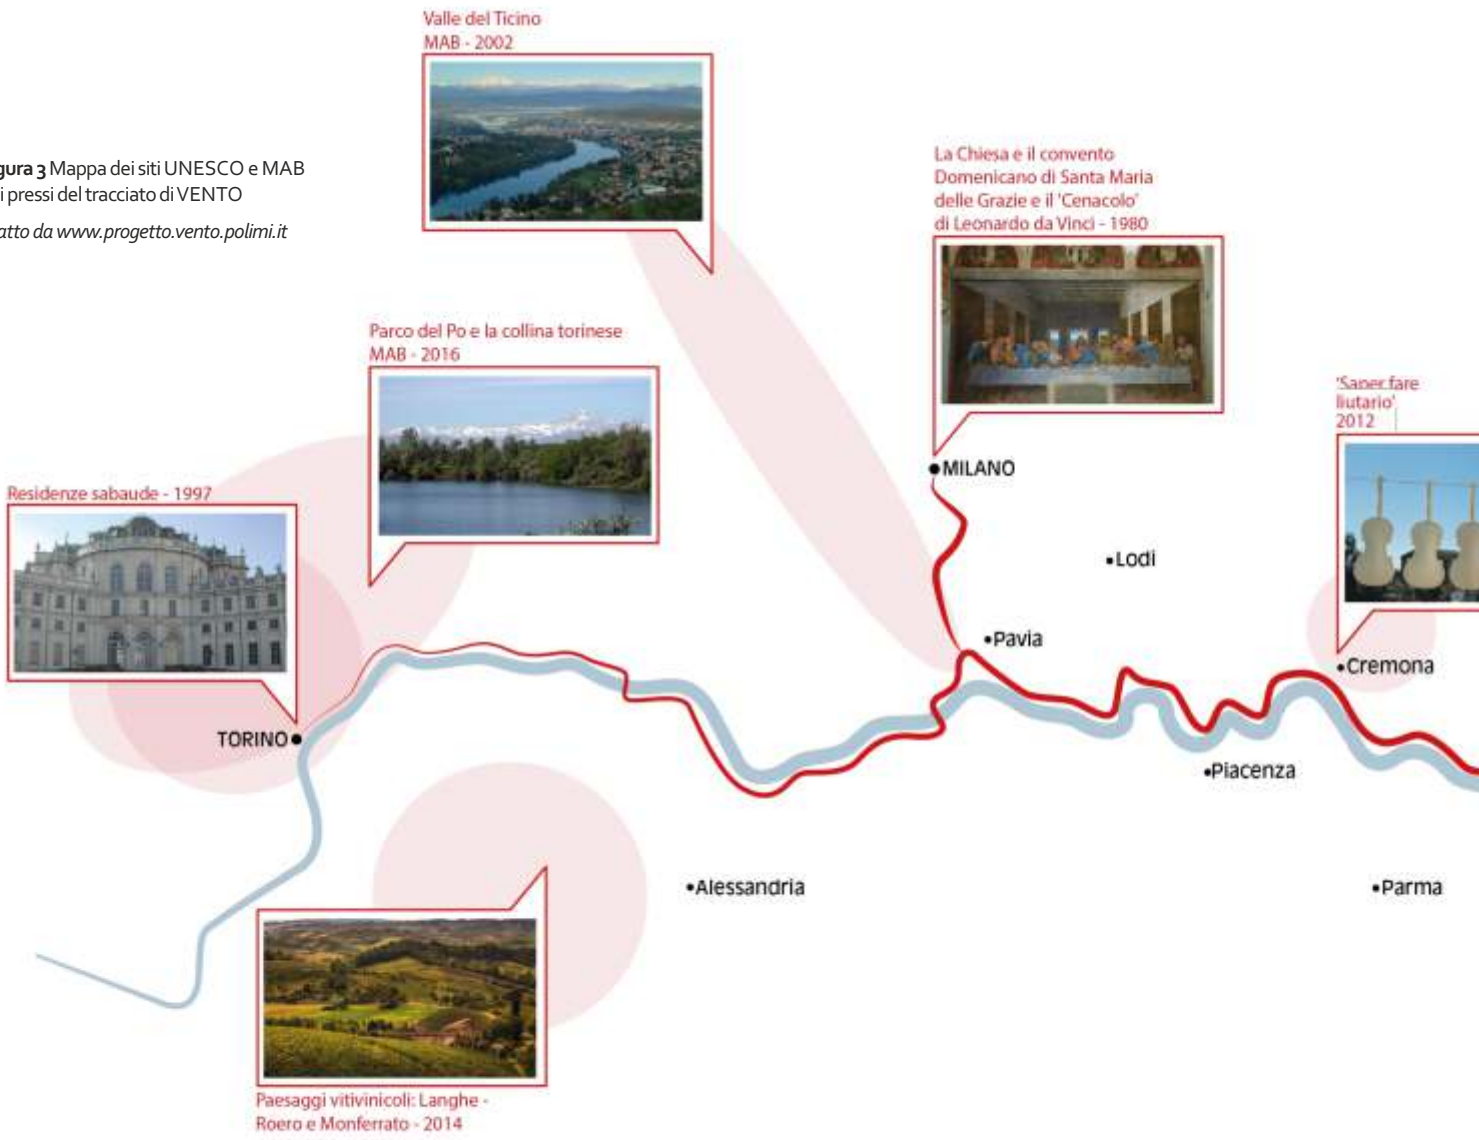 Valle del Ticino
MAB - 2002
gura 3 Mappa dei siti UNESCO e MAB
i pressi del tracciato di VENTO
atto da www.progetto.vento.polimi.it
La Chiesa e il convento
Domenicano di Santa Maria
delle Grazie e il 'Cenacolo'
di Leonardo da Vinci - 1980
Parco del Po e la collina torinese
MAB - 2016
'Saper fare
liutario'
2012
Residenze sabaude - 1997
MILANO
Lodi
Pavia
Cremona
TORINO
Piacenza
Alessandria
Parma
Paesaggi vitivinicoli: Langhe -
Roero e Monferrato - 2014